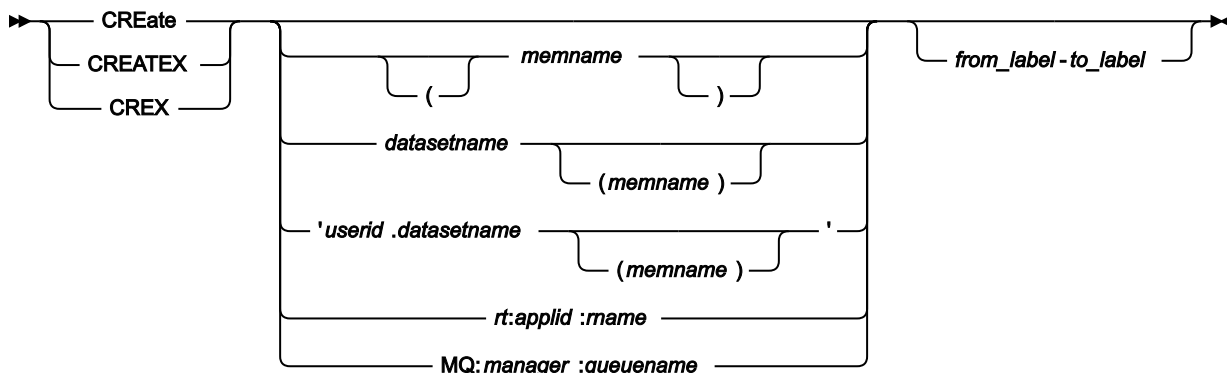 CREate
CREATEX
CREX
memname
( )
from_label - to_label
datasetname
(memname )
'userid .datasetname '
(memname )
rt:applid :rname
MQ:manager :queuename